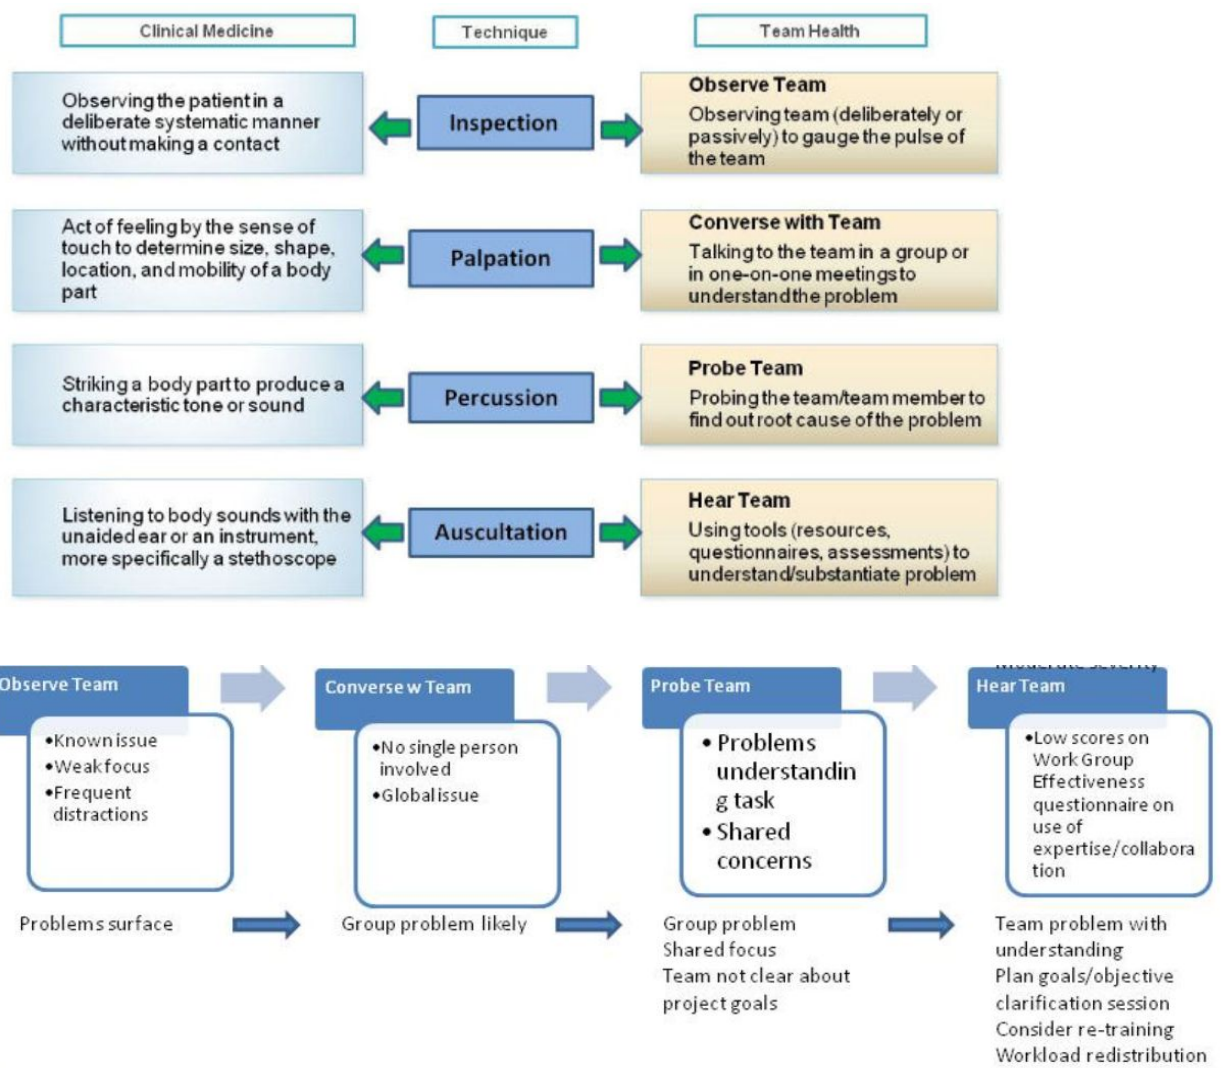 Clinical Medicine
Technique
Team Health
Observing the patient in a
deliberate systematic manner
without making a contact
Inspection
Observe Team
Observing team (deliberately or
passively) to gauge the pulse of
the team
Act of feeling by the sense of
touch to determine size, shape,
location, and mobility of a body
part
Palpation
Converse with Team
Talking to the team in a group or
in one-on-one meetings to
understand the problem
Striking a body part to produce a
characteristic tone or sound
Percussion
Probe Team
Probing the team/team member to
find out root cause of the problem
Listening to body sounds with the
unaided ear or an instrument,
more specifically a stethoscope
Auscultation
Hear Team
Using tools (resources,
questionnaires, assessments) to
understand/substantiate problem
Observe Team
•Known issue
•Weak focus
•Frequent
distractions
Problems surface
Converse w Team
•No single person
involved
•Global issue
Group problem likely
Probe Team
• Problems
understandin
g task
• Shared
concerns
Group problem
Shared focus
Team not clear about
project goals
Moderate severity
Hear Team
•Low scores on
Work Group
Effectiveness
questionnaire on
use of
expertise/collabora
tion
Team problem with
understanding
Plan goals/objective
clarification session
Consider re-training
Workload redistribution